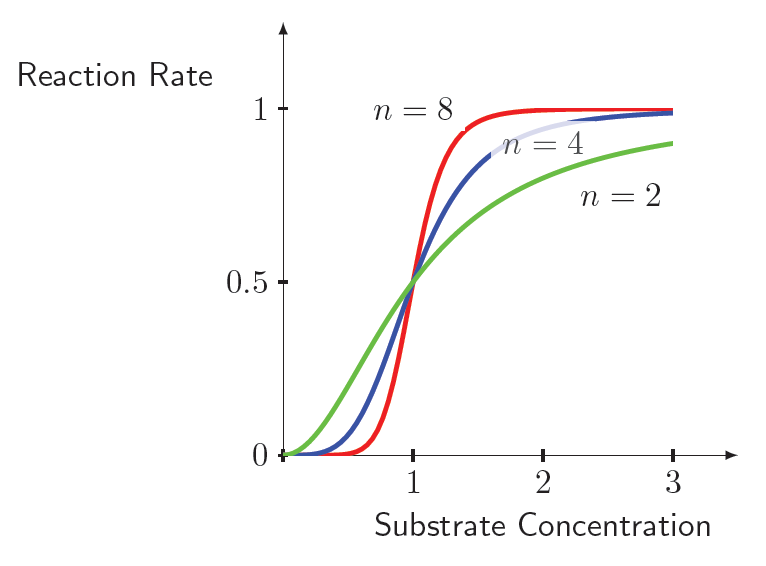 Reaction Rate
1
n = 8
n = 4
n = 2
0.5
0
1 2 3
Substrate Concentration